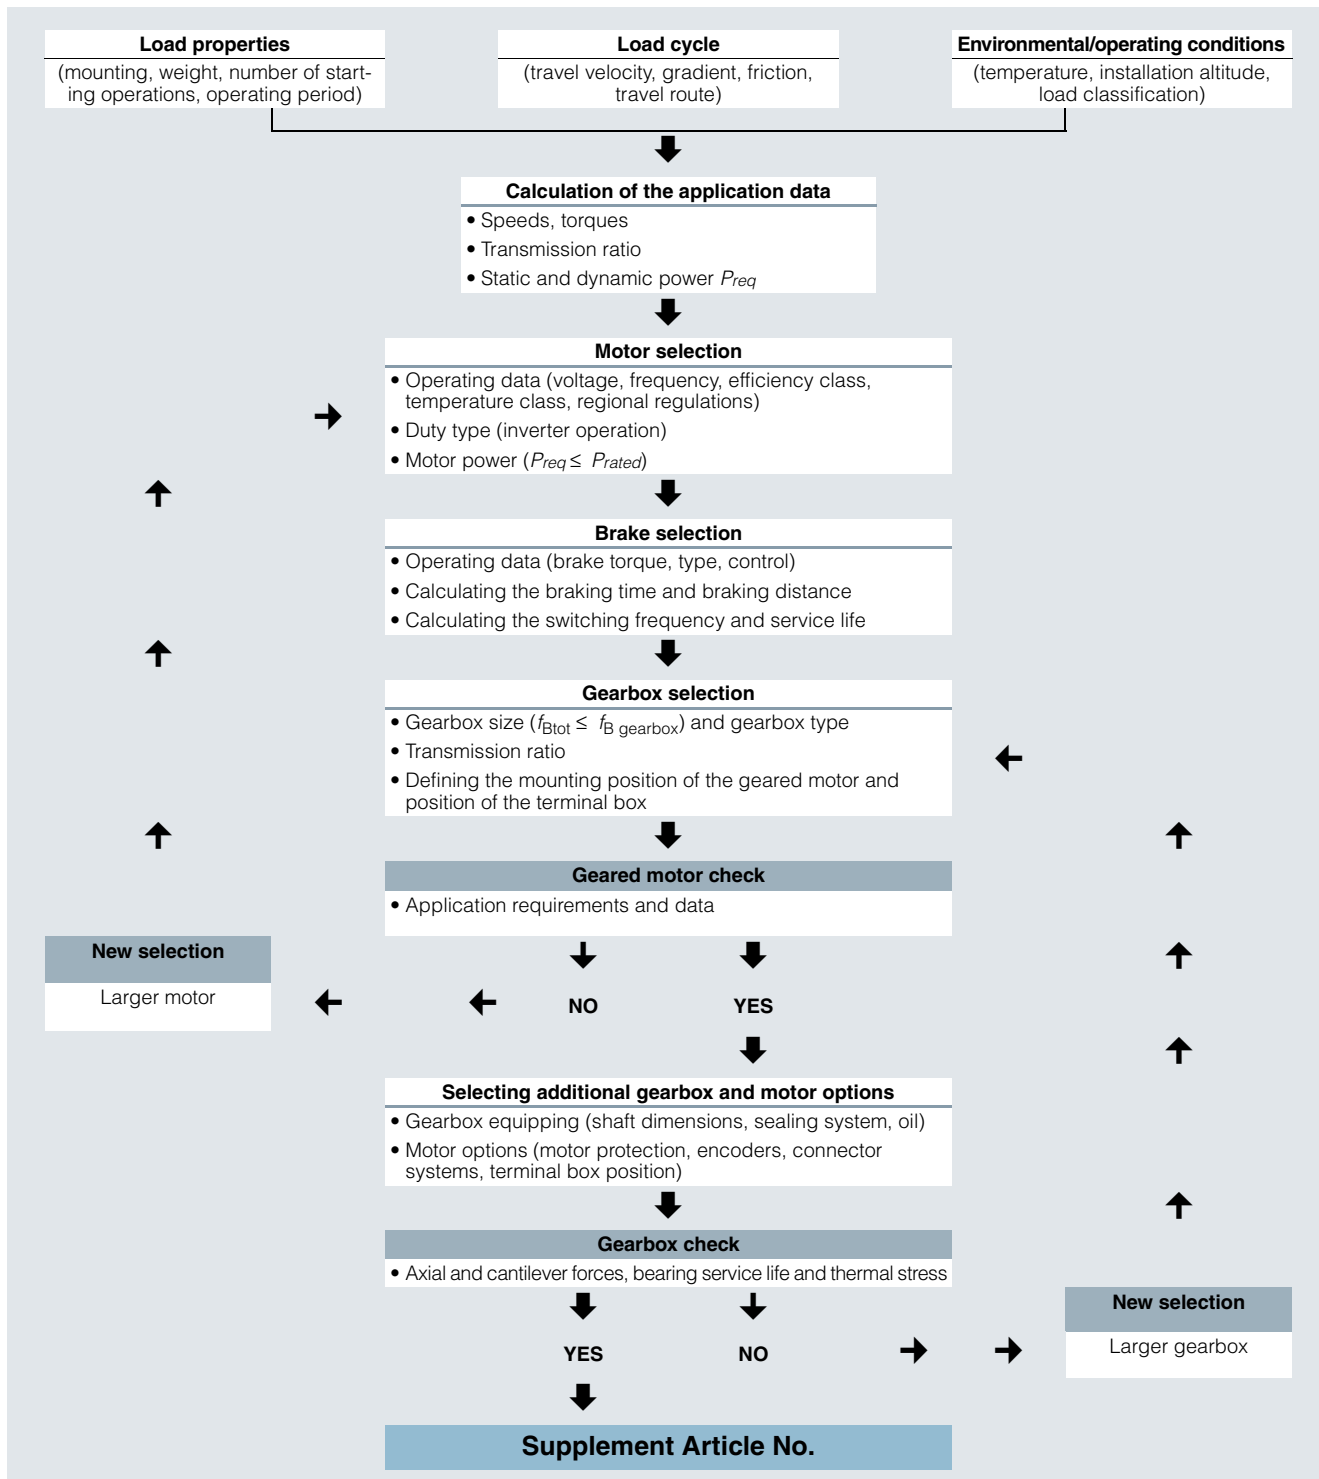 Load properties
(mounting, weight, number of start-
ing operations, operating period)
Load cycle
(travel velocity, gradient, friction,
travel route)
Environmental/operating conditions
(temperature, installation altitude,
load classification)
Calculation of the application data
• Speeds, torques
• Transmission ratio
• Static and dynamic power Preq
Motor selection
• Operating data (voltage, frequency, efficiency class,
temperature class, regional regulations)
• Duty type (inverter operation)
• Motor power (Preq ≤ Prated)
Brake selection
• Operating data (brake torque, type, control)
• Calculating the braking time and braking distance
• Calculating the switching frequency and service life
Gearbox selection
• Gearbox size (fBtot ≤ fB gearbox) and gearbox type
• Transmission ratio
• Defining the mounting position of the geared motor and
position of the terminal box
Geared motor check
• Application requirements and data
New selection
Larger motor
NO
YES
Selecting additional gearbox and motor options
• Gearbox equipping (shaft dimensions, sealing system, oil)
• Motor options (motor protection, encoders, connector
systems, terminal box position)
Gearbox check
• Axial and cantilever forces, bearing service life and thermal stress
YES
NO
New selection
Larger gearbox
Supplement Article No.